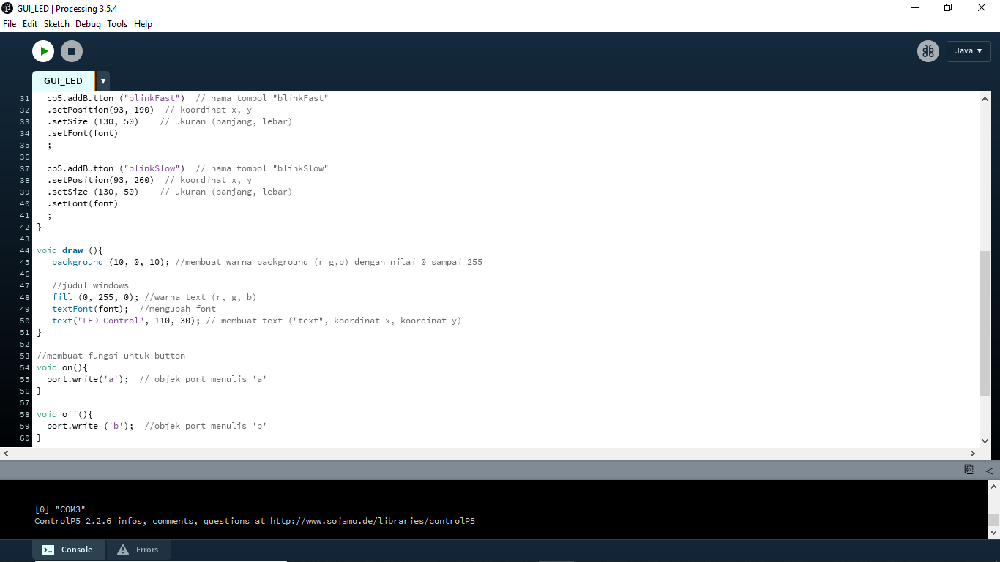 GUI_LED | Processing 3.5.4
File Edit Sketch Debug Tools Help
Java ▼
GUI_LED ▼
31 cp5.addButton ("blinkFast")  // nama tombol "blinkFast"
32 .setPosition(93, 190)  // koordinat x, y
33 .setSize (130, 50)    // ukuran (panjang, lebar)
34 .setFont(font)
35 ;
36
37 cp5.addButton ("blinkSlow")  // nama tombol "blinkSlow"
38 .setPosition(93, 260)  // koordinat x, y
39 .setSize (130, 50)    // ukuran (panjang, lebar)
40 .setFont(font)
41 ;
42 }
43
44 void draw (){
45 background (10, 0, 10); //membuat warna background (r g,b) dengan nilai 0 sampai 255
46
47 //judul windows
48 fill (0, 255, 0); //warna text (r, g, b)
49 textFont(font);  //mengubah font
50 text("LED Control", 110, 30); // membuat text ("text", koordinat x, koordinat y)
51 }
52
53 //membuat fungsi untuk button
54 void on(){
55 port.write('a');  // objek port menulis 'a'
56 }
57
58 void off(){
59 port.write ('b');  //objek port menulis 'b'
60 }
[0] "COM3"
ControlP5 2.2.6 infos, comments, questions at http://www.sojamo.de/libraries/controlP5
Console Errors